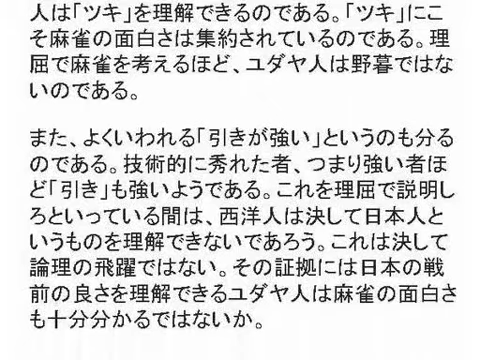 人は「ツキ」を理解できるのである。「ツキ」にこ
そ麻雀の面白さは集約されているのである。理
屈で麻雀を考えるほど、ユダヤ人は野暮ではな
いのである。
また、よくいわれる「引きが強い」というのも分る
のである。技術的に秀れた者、つまり強い者ほ
ど「引き」も強いようである。これを理屈で説明し
ろといっている間は、西洋人は決して日本人と
いうものを理解できないであろう。これは決して
論理の飛躍ではない。その証拠には日本の戦
前の良さを理解できるユダヤ人は麻雀の面白さ
も十分分かるではないか。